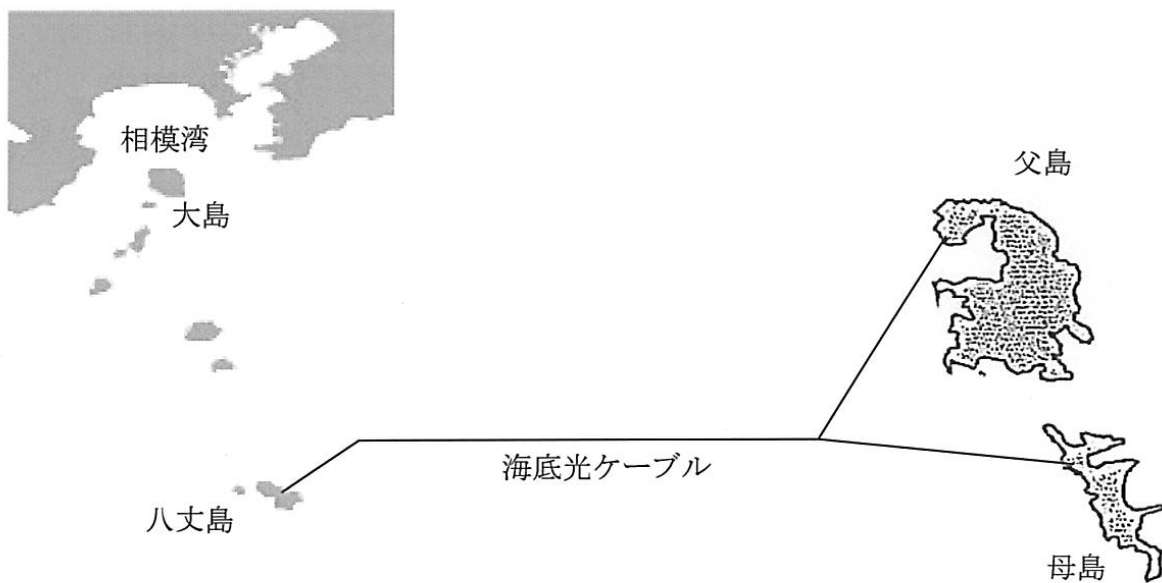 相模湾
大島
父島
海底光ケーブル
八丈島
母島